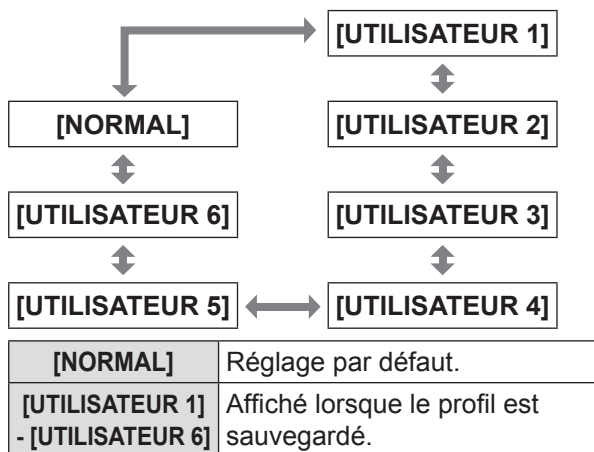 [UTILISATEUR 1]
[NORMAL]
[UTILISATEUR 2]
[UTILISATEUR 6]
[UTILISATEUR 3]
[UTILISATEUR 5]
[UTILISATEUR 4]
[NORMAL]
Réglage par défaut.
[UTILISATEUR 1]
- [UTILISATEUR 6]
Affiché lorsque le profil est
sauvegardé.